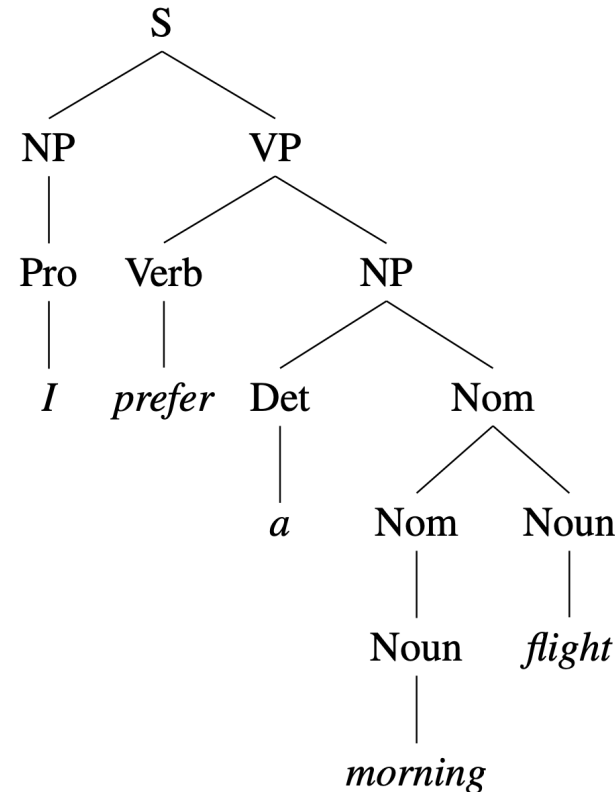 S
NP VP
Pro Verb NP
I prefer Det Nom
a Nom Noun
Noun flight
morning